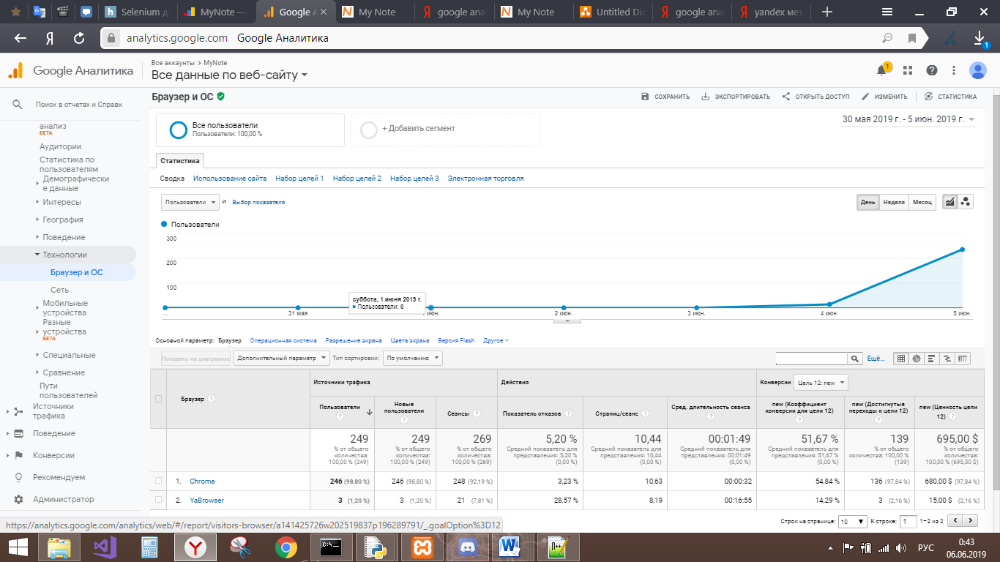 Selenium д
MyNote —
Google А
My Note
google ana
My Note
Untitled Dia
google ana
yandex мет
analytics.google.com Google Аналитика
1
Google Аналитика
Все аккаунты > MyNote
Все данные по веб-сайту
1
Поиск в отчетах и Справк
анализ
БЕТА
Аудитории
Статистика по
пользователям
Демографически
е данные
Интересы
География
Поведение
Технологии
Браузер и ОС
Сеть
Мобильные
устройства
Разные
устройства
БЕТА
Специальные
Сравнение
Пути
пользователей
Источники
трафика
Поведение
Конверсии
Рекомендуем
Администратор
Браузер и ОС
СОХРАНИТЬ
ЭКСПОРТИРОВАТЬ
ОТКРЫТЬ ДОСТУП
ИЗМЕНИТЬ
СТАТИСТИКА
Все пользователи
Пользователи: 100,00 %
+ Добавить сегмент
30 мая 2019 г. - 5 июн. 2019 г.
Статистика
Сводка Использование сайта Набор целей 1 Набор целей 2 Набор целей 3 Электронная торговля
Пользователи и Выбор показателя
День Неделя Месяц
Пользователи
300
200
100
суббота, 1 июня 2019 г.
Пользователи: 0
... 31 мая 1 июн. 2 июн. 3 июн. 4 июн. 5 июн.
Основной параметр: Браузер Операционная система Разрешение экрана Цвета экрана Версия Flash Другое
Показать на диаграмме Дополнительный параметр Тип сортировки: По умолчанию Ещё...
Браузер ?
Источники трафика
Действия
Конверсии Цель 12: new
Пользователи
?
Новые
пользователи
?
Сеансы ?
Показатель отказов ?
Страниц/сеанс ?
Сред. длительность сеанса
?
new (Коэффициент
конверсии для цели 12)
?
new (Достигнутые
переходы к цели 12)
?
new (Ценность цели
12) ?
249
% от общего
количества:
100,00 % (249)
249
% от общего
количества:
100,00 % (249)
269
% от общего
количества:
100,00 % (269)
5,20 %
Средний показатель для
представления: 5,20 %
(0,00 %)
10,44
Средний показатель для
представления: 10,44
(0,00 %)
00:01:49
Средний показатель для
представления: 00:01:49
(0,00 %)
51,67 %
Средний показатель для
представления: 51,67 %
(0,00 %)
139
% от общего
количества: 100,00 %
(139)
695,00 $
% от общего
количества:
100,00 % (695,00 $)
1. Chrome 246 (98,80 %) 246 (98,80 %) 248 (92,19 %) 3,23 % 10,63 00:00:32 54,84 % 136 (97,84 %) 680,00 $ (97,84 %)
2. YaBrowser 3 (1,20 %) 3 (1,20 %) 21 (7,81 %) 28,57 % 8,19 00:16:55 14,29 % 3 (2,16 %) 15,00 $ (2,16 %)
Строк на странице: 10 К строке: 1 1–2 из 2
https://analytics.google.com/analytics/web/#/report/visitors-browser/a141425726w202519837p196289791/_.goalOption%3D12
РУС
0:43
06.06.2019